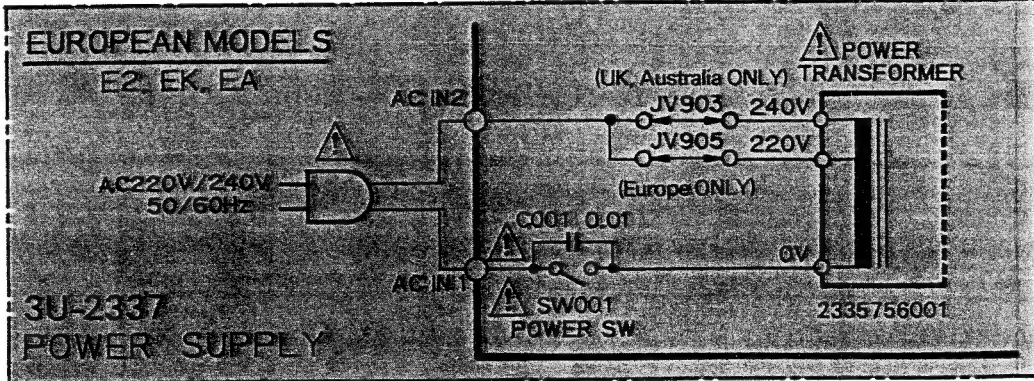 EUROPEAN MODELS
E2, EK, EA
AC IN2
(UK, Australia ONLY)
POWER
TRANSFORMER
JV903
240V
JV905
220V
(Europe ONLY)
AC220V/240V
50/60Hz
C001 0.01
0V
AC IN1
SW001
POWER SW
2335756001
3U-2337
POWER SUPPLY